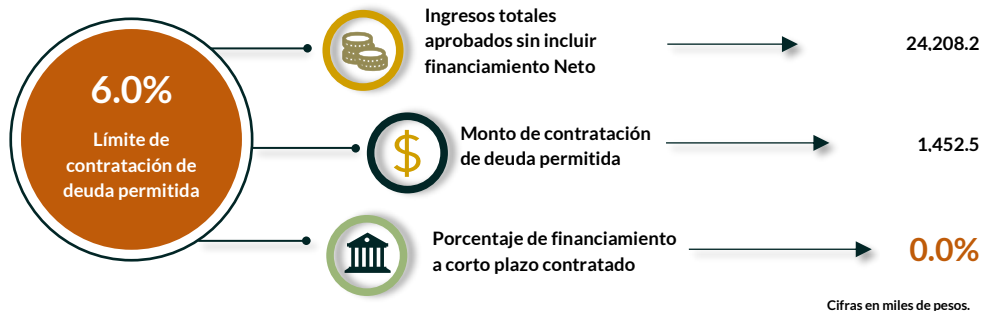 6.0%
Límite de
contratación de
deuda permitida
Ingresos totales
aprobados sin incluir
financiamiento Neto
24,208.2
$
Monto de contratación
de deuda permitida
1,452.5
Porcentaje de financiamiento
a corto plazo contratado
0.0%
Cifras en miles de pesos.